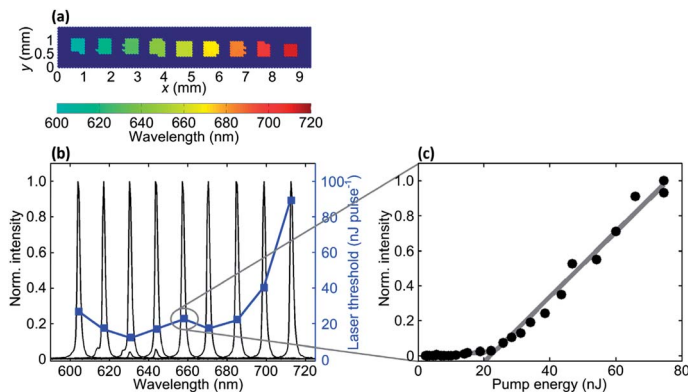 (a)
y (mm)
1
0.5
0
0 1 2 3 4 5 6 7 8 9
x (mm)
600 620 640 660 680 700 720
Wavelength (nm)
(b)
Norm. intensity
1.0
0.8
0.6
0.4
0.2
0
600 620 640 660 680 700 720
Wavelength (nm)
100
80
60
40
20
0
Laser threshold (nJ pulse-1)
(c)
Norm. intensity
1.0
0.8
0.6
0.4
0.2
0
0 20 40 60 80
Pump energy (nJ)